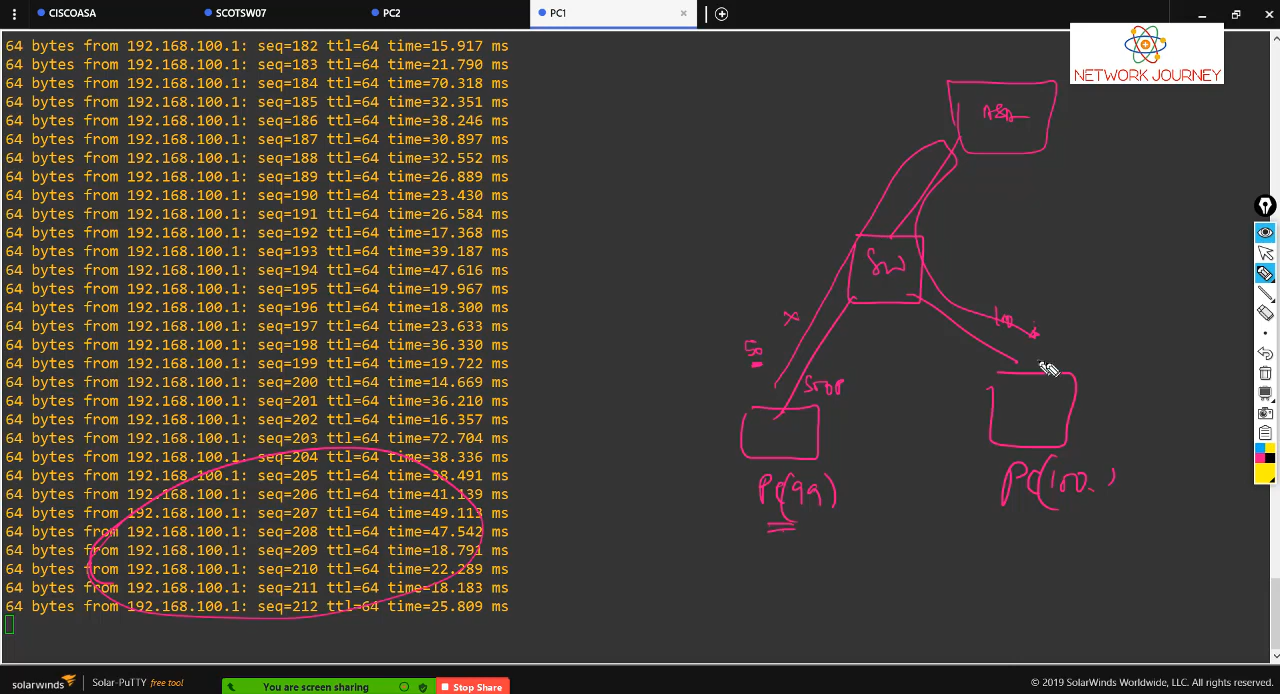 CISCOASA SCOTSW07 PC2 PC1 ×
NETWORK JOURNEY
64 bytes from 192.168.100.1: seq=182 ttl=64 time=15.917 ms
64 bytes from 192.168.100.1: seq=183 ttl=64 time=21.790 ms
64 bytes from 192.168.100.1: seq=184 ttl=64 time=70.318 ms
64 bytes from 192.168.100.1: seq=185 ttl=64 time=32.351 ms
64 bytes from 192.168.100.1: seq=186 ttl=64 time=38.246 ms
64 bytes from 192.168.100.1: seq=187 ttl=64 time=30.897 ms
64 bytes from 192.168.100.1: seq=188 ttl=64 time=32.552 ms
64 bytes from 192.168.100.1: seq=189 ttl=64 time=26.889 ms
64 bytes from 192.168.100.1: seq=190 ttl=64 time=23.430 ms
64 bytes from 192.168.100.1: seq=191 ttl=64 time=26.584 ms
64 bytes from 192.168.100.1: seq=192 ttl=64 time=17.368 ms
64 bytes from 192.168.100.1: seq=193 ttl=64 time=39.187 ms
64 bytes from 192.168.100.1: seq=194 ttl=64 time=47.616 ms
64 bytes from 192.168.100.1: seq=195 ttl=64 time=19.967 ms
64 bytes from 192.168.100.1: seq=196 ttl=64 time=18.300 ms
64 bytes from 192.168.100.1: seq=197 ttl=64 time=23.633 ms
64 bytes from 192.168.100.1: seq=198 ttl=64 time=36.330 ms
64 bytes from 192.168.100.1: seq=199 ttl=64 time=19.722 ms
64 bytes from 192.168.100.1: seq=200 ttl=64 time=14.669 ms
64 bytes from 192.168.100.1: seq=201 ttl=64 time=36.210 ms
64 bytes from 192.168.100.1: seq=202 ttl=64 time=16.357 ms
64 bytes from 192.168.100.1: seq=203 ttl=64 time=72.704 ms
64 bytes from 192.168.100.1: seq=204 ttl=64 time=38.336 ms
64 bytes from 192.168.100.1: seq=205 ttl=64 time=38.491 ms
64 bytes from 192.168.100.1: seq=206 ttl=64 time=41.139 ms
64 bytes from 192.168.100.1: seq=207 ttl=64 time=49.113 ms
64 bytes from 192.168.100.1: seq=208 ttl=64 time=47.542 ms
64 bytes from 192.168.100.1: seq=209 ttl=64 time=18.791 ms
64 bytes from 192.168.100.1: seq=210 ttl=64 time=22.289 ms
64 bytes from 192.168.100.1: seq=211 ttl=64 time=18.183 ms
64 bytes from 192.168.100.1: seq=212 ttl=64 time=25.809 ms
ASA
SW
x
100
50
STOP
PC(99)
PC(100)
solarwinds Solar-PuTTY free tool
You are screen sharing Stop Share
© 2019 SolarWinds Worldwide, LLC. All rights reserved.